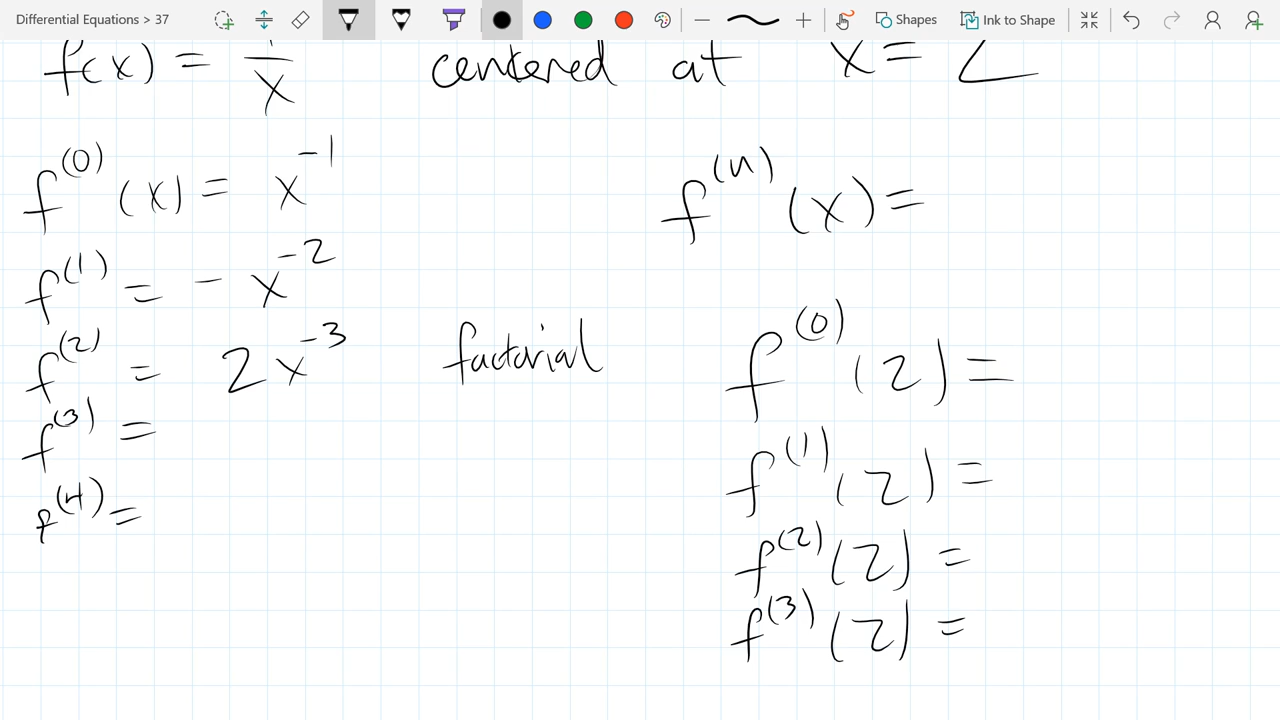 Differential Equations > 37
Shapes
Ink to Shape
f(x) = 1/x centered at x = 2
f^(0)(x) = x^-1
f^(n)(x) =
f^(1) = - x^-2
f^(2) = 2x^-3
factorial
f^(3) =
f^(4) =
f^(0)(2) =
f^(1)(2) =
f^(2)(2) =
f^(3)(2) =